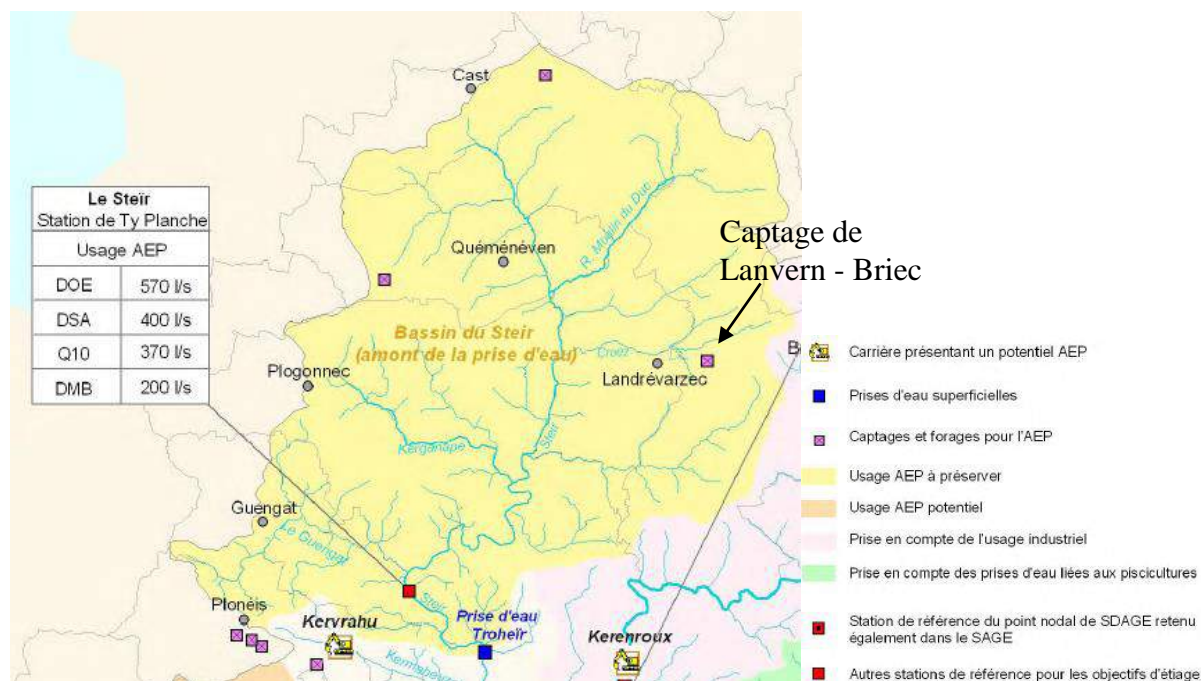 Cast
Le Steïr
Station de Ty Planche
Usage AEP
DOE 570 l/s
DSA 400 l/s
Q10 370 l/s
DMB 200 l/s
Quéménéven
R. Moulin du Duc
Captage de
Lanvern - Briec
Bassin du Steir
(amont de la prise d'eau)
Croez
Landrévarzec
Plogonnec
Steir
Kerganape
Guengat
Le Guengat
Steir
Plonéis
Kervrahu
Prise d'eau
Troheïr
Kerenroux
B
Carrière présentant un potentiel AEP
Prises d'eau superficielles
Captages et forages pour l'AEP
Usage AEP à préserver
Usage AEP potentiel
Prise en compte de l'usage industriel
Prise en compte des prises d'eau liées aux piscicultures
Station de référence du point nodal de SDAGE retenu
également dans le SAGE
Autres stations de référence pour les objectifs d'étiage